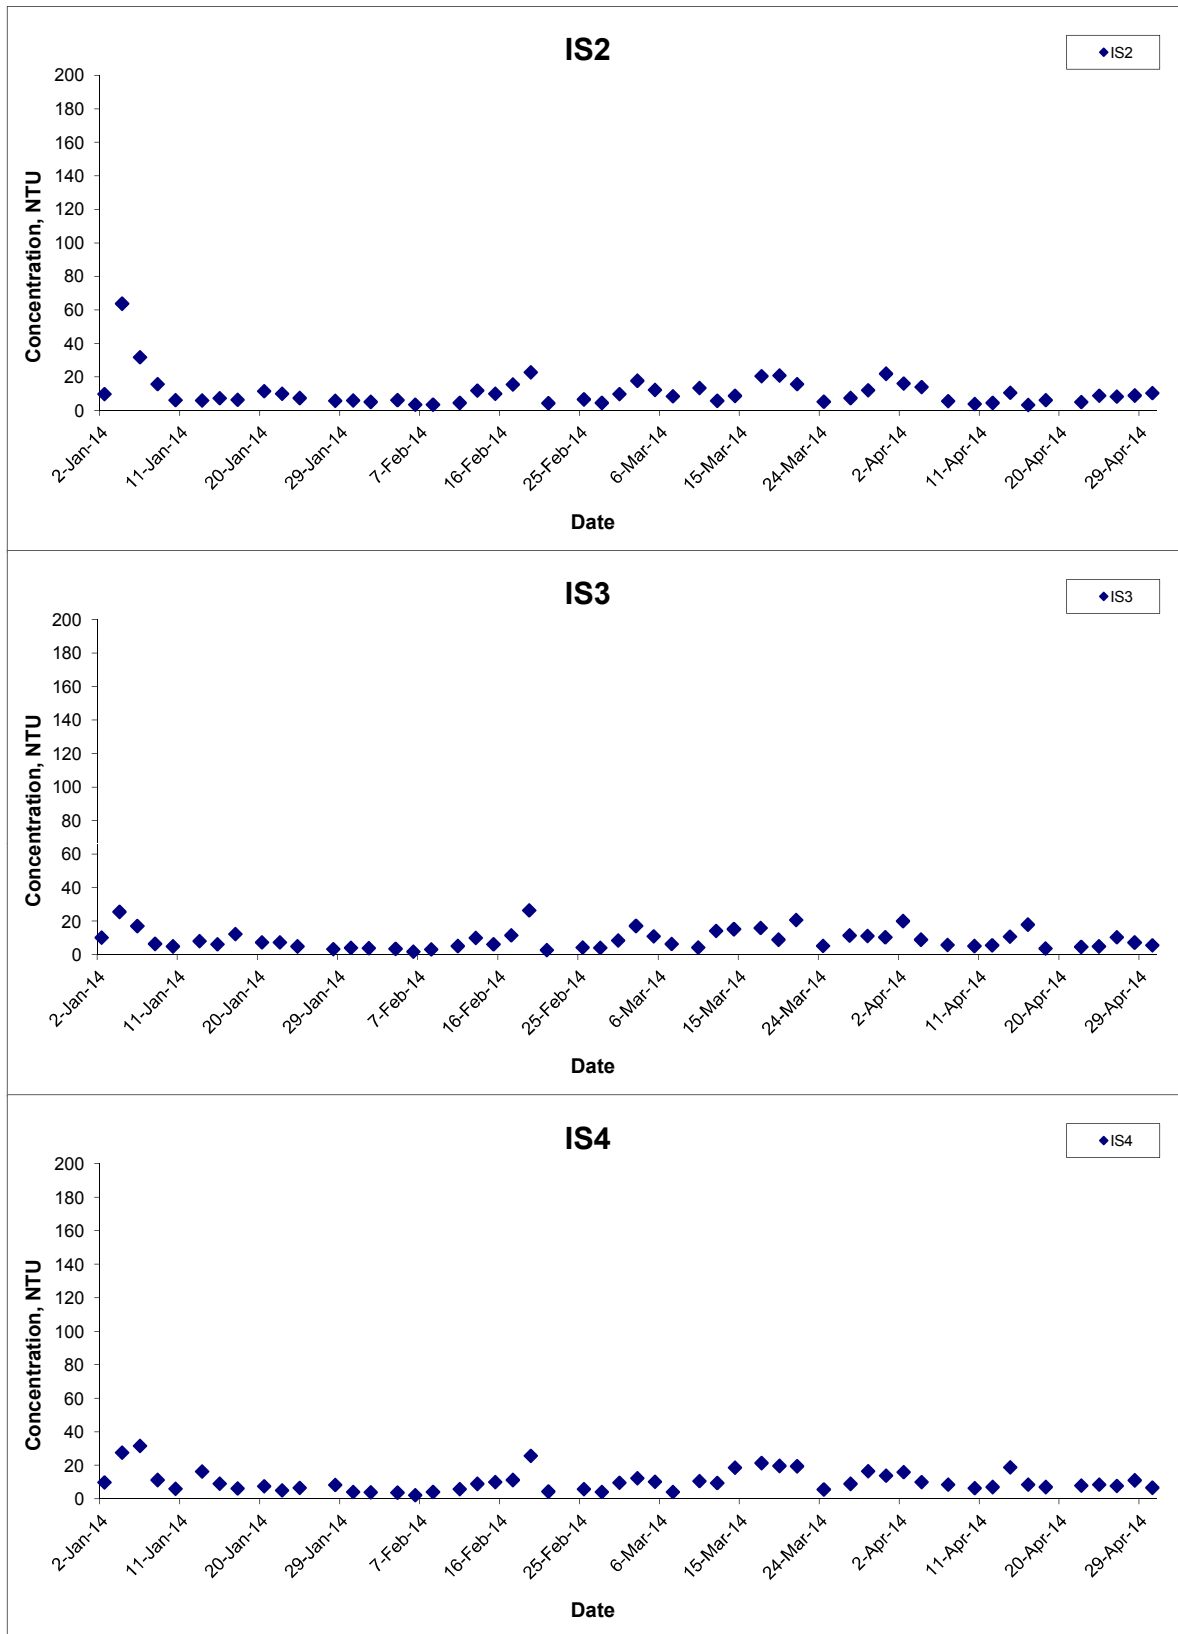 IS2
IS2
200
180
160
140
120
100
80
60
40
20
0
Concentration, NTU
2-Jan-14
11-Jan-14
20-Jan-14
29-Jan-14
7-Feb-14
16-Feb-14
25-Feb-14
6-Mar-14
15-Mar-14
24-Mar-14
2-Apr-14
11-Apr-14
20-Apr-14
29-Apr-14
Date
IS3
IS3
200
180
160
140
120
100
80
60
40
20
0
Concentration, NTU
2-Jan-14
11-Jan-14
20-Jan-14
29-Jan-14
7-Feb-14
16-Feb-14
25-Feb-14
6-Mar-14
15-Mar-14
24-Mar-14
2-Apr-14
11-Apr-14
20-Apr-14
29-Apr-14
Date
IS4
IS4
200
180
160
140
120
100
80
60
40
20
0
Concentration, NTU
2-Jan-14
11-Jan-14
20-Jan-14
29-Jan-14
7-Feb-14
16-Feb-14
25-Feb-14
6-Mar-14
15-Mar-14
24-Mar-14
2-Apr-14
11-Apr-14
20-Apr-14
29-Apr-14
Date